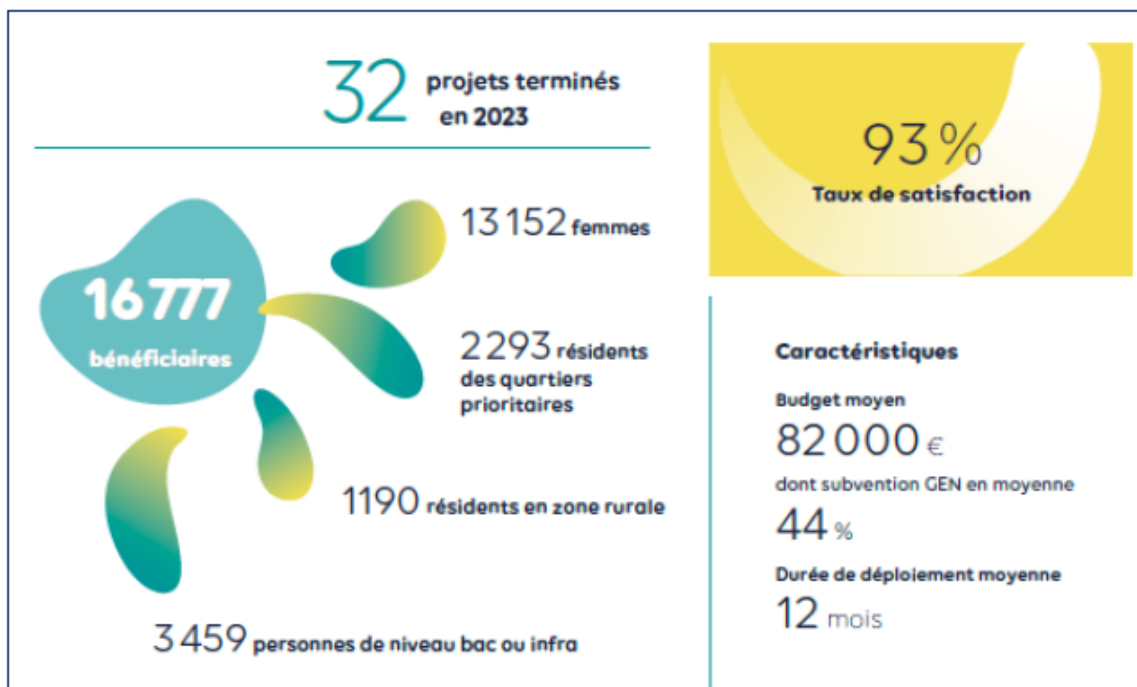 32 projets terminés
en 2023
16 777
bénéficiaires
13 152 femmes
2 293 résidents
des quartiers
prioritaires
1190 résidents en zone rurale
3 459 personnes de niveau bac ou infra
93 %
Taux de satisfaction
Caractéristiques
Budget moyen
82 000 €
dont subvention GEN en moyenne
44 %
Durée de déploiement moyenne
12 mois